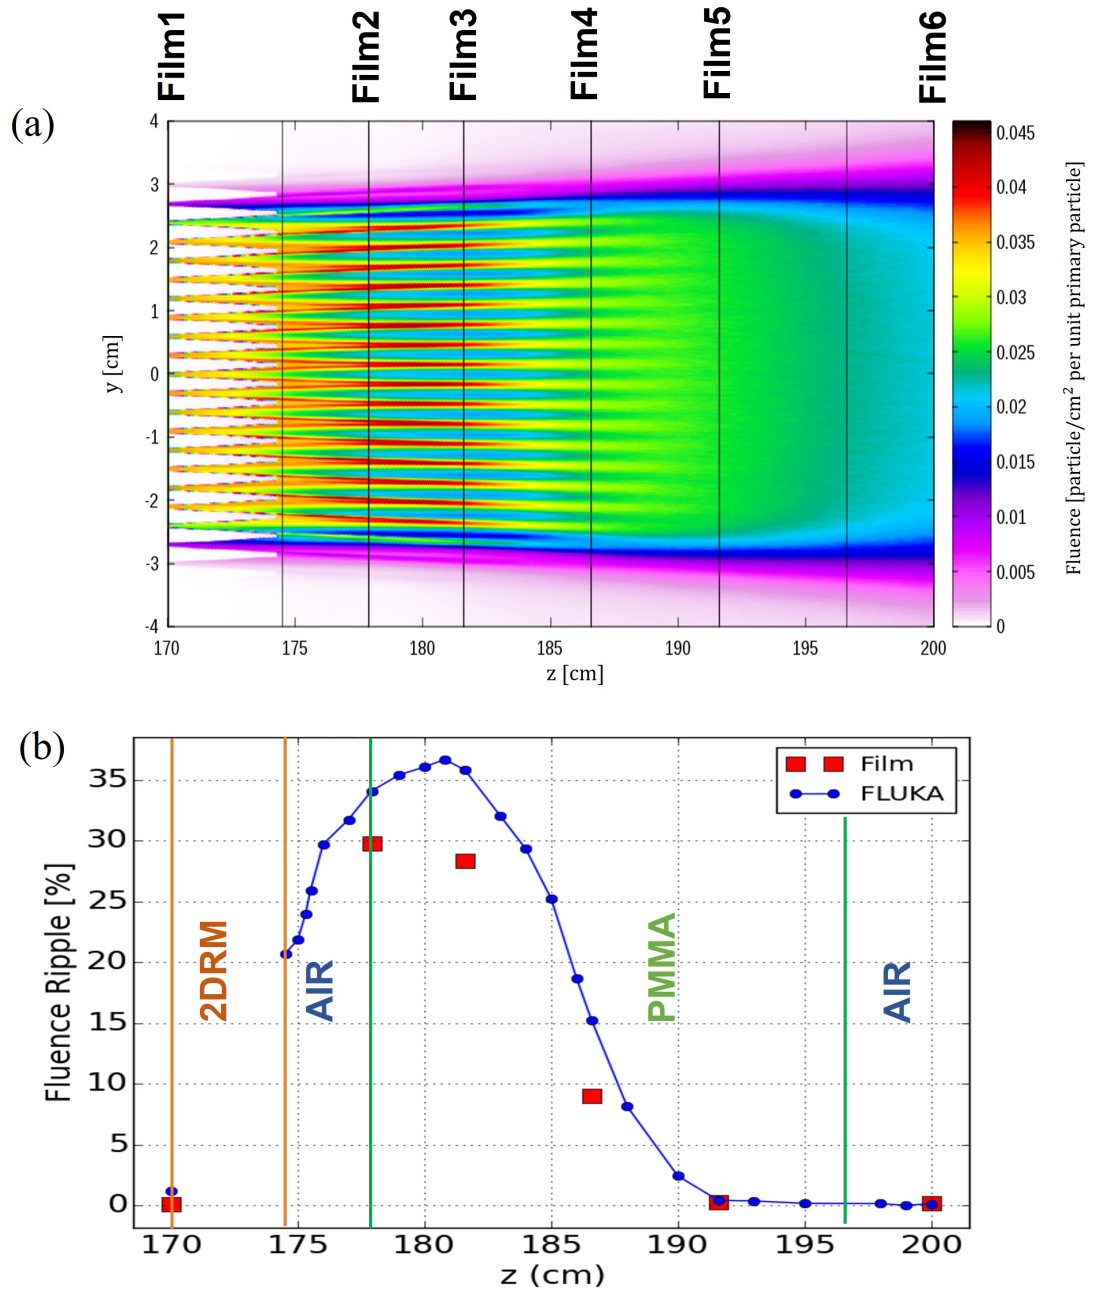 Film1 Film2 Film3 Film4 Film5 Film6
(a)
4
3
2
1
0
-1
-2
-3
-4
y [cm]
170 175 180 185 190 195 200
z [cm]
0.045
0.04
0.035
0.03
0.025
0.02
0.015
0.01
0.005
0
Fluence [particle/cm² per unit primary particle]
(b)
35
30
25
20
15
10
5
0
Fluence Ripple [%]
Film
FLUKA
2DRM
AIR
PMMA
AIR
170 175 180 185 190 195 200
z (cm)